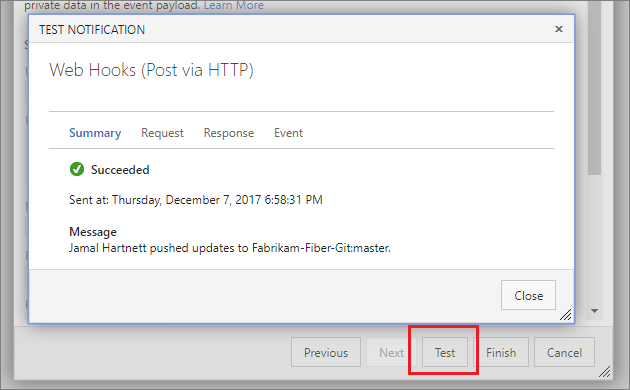 private data in the event payload. Learn More
TEST NOTIFICATION
Web Hooks (Post via HTTP)
Summary Request Response Event
Succeeded
Sent at: Thursday, December 7, 2017 6:58:31 PM
Message
Jamal Hartnett pushed updates to Fabrikam-Fiber-Git:master.
Close
Previous Next Test Finish Cancel